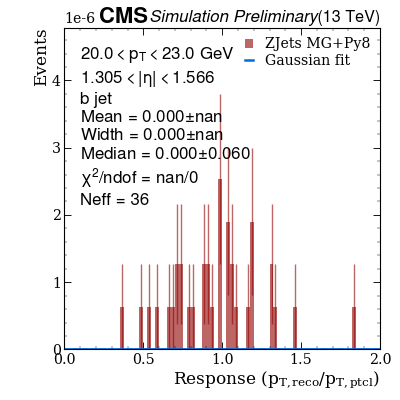 1e-6 CMS Simulation Preliminary (13 TeV)
Events
20.0 < pT < 23.0 GeV
1.305 < |η| < 1.566
b jet
Mean = 0.000±nan
Width = 0.000±nan
Median = 0.000±0.060
χ²/ndof = nan/0
Neff = 36
ZJets MG+Py8
Gaussian fit
4
3
2
1
0
0.0 0.5 1.0 1.5 2.0
Response (pT,reco/pT,ptcl)